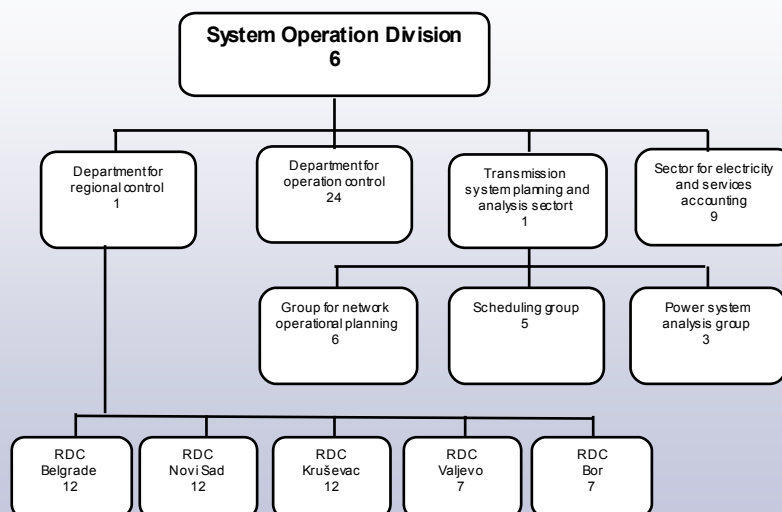 System Operation Division
6
Department for
regional control
1
Department for
operation control
24
Transmission
system planning and
analysis sectort
1
Sector for electricity
and services
accounting
9
Group for network
operational planning
6
Scheduling group
5
Power system
analysis group
3
RDC
Belgrade
12
RDC
Novi Sad
12
RDC
Kruševac
12
RDC
Valjevo
7
RDC
Bor
7